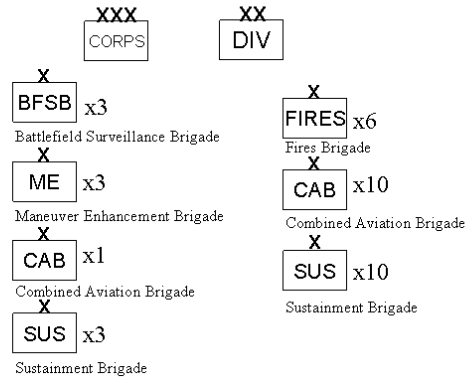 XXX
CORPS
XX
DIV
X
BFSB x3
Battlefield Surveillance Brigade
X
ME x3
Maneuver Enhancement Brigade
X
CAB x1
Combined Aviation Brigade
X
SUS x3
Sustainment Brigade
X
FIRES x6
Fires Brigade
X
CAB x10
Combined Aviation Brigade
X
SUS x10
Sustainment Brigade